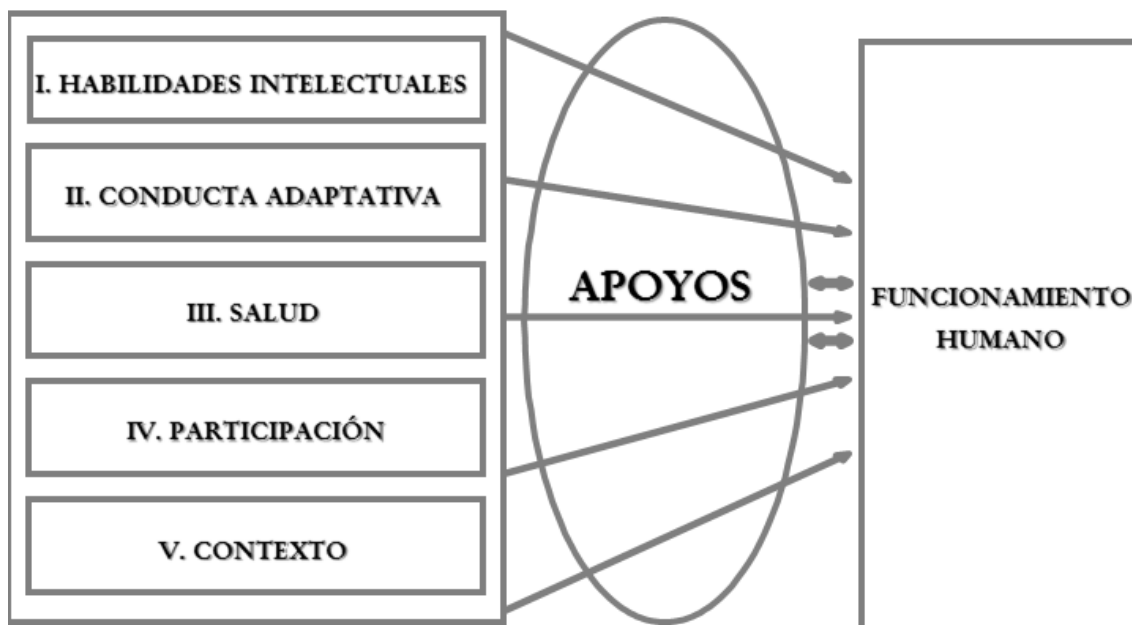 I. HABILIDADES INTELECTUALES
II. CONDUCTA ADAPTATIVA
III. SALUD
IV. PARTICIPACIÓN
V. CONTEXTO
APOYOS
FUNCIONAMIENTO
HUMANO